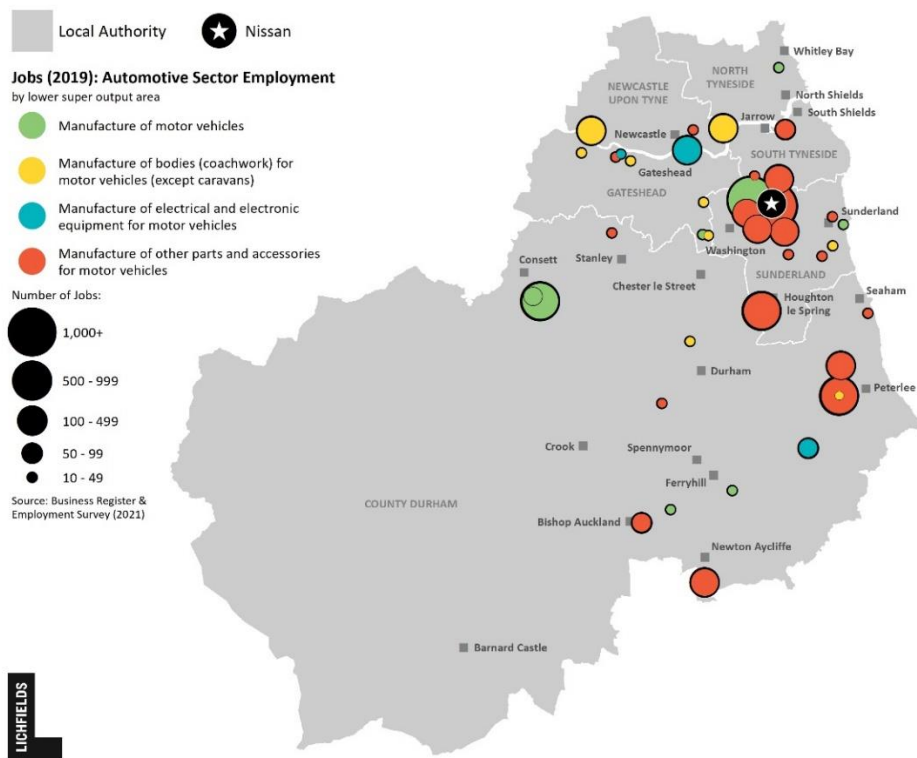 Local Authority
Nissan
Jobs (2019): Automotive Sector Employment
by lower super output area
Manufacture of motor vehicles
Manufacture of bodies (coachwork) for
motor vehicles (except caravans)
Manufacture of electrical and electronic
equipment for motor vehicles
Manufacture of other parts and accessories
for motor vehicles
Number of Jobs:
1,000+
500 - 999
100 - 499
50 - 99
10 - 49
Source: Business Register &
Employment Survey (2021)
LICHFIELDS
Whitley Bay
NORTH
TYNESIDE
NEWCASTLE
UPON TYNE
North Shields
South Shields
Jarrow
Newcastle
SOUTH TYNESIDE
Gateshead
GATESHEAD
Sunderland
Washington
Stanley
SUNDERLAND
Consett
Chester le Street
Seaham
Houghton
le Spring
Durham
Peterlee
Crook
Spennymoor
Ferryhill
COUNTY DURHAM
Bishop Auckland
Newton Aycliffe
Barnard Castle